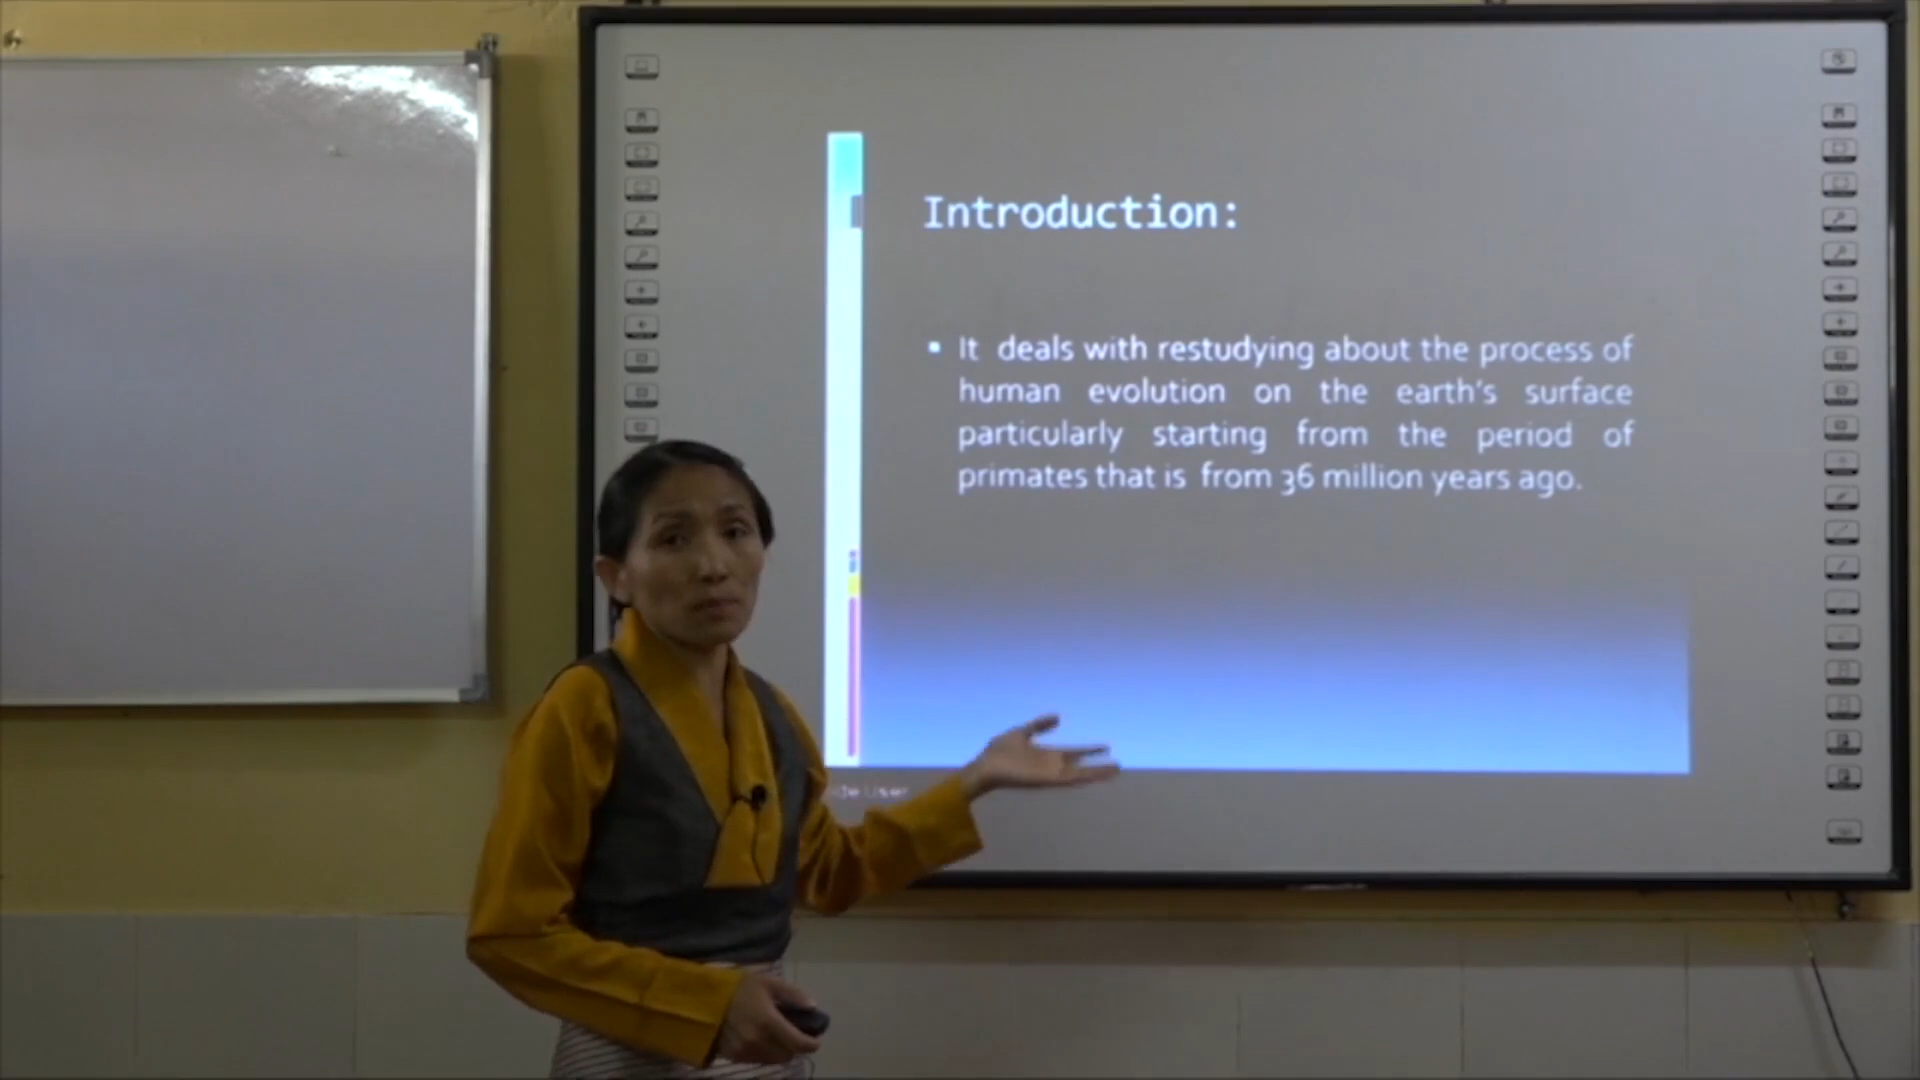 Introduction:
▪ It deals with restudying about the process of
human evolution on the earth's surface
particularly starting from the period of
primates that is from 36 million years ago.
User